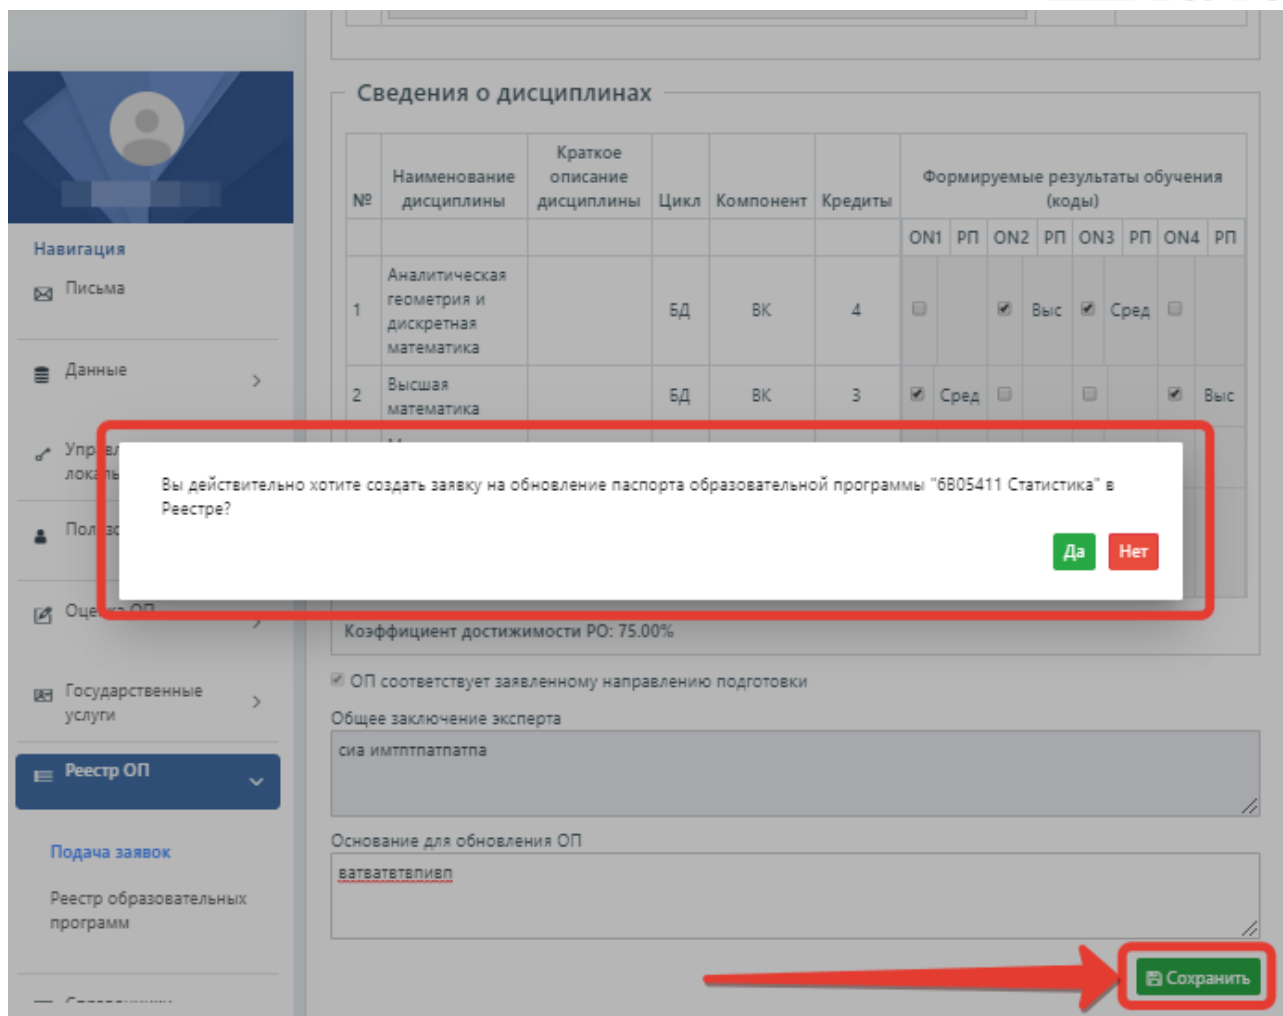 Сведения о дисциплинах
№ Наименование дисциплины Краткое описание дисциплины Цикл Компонент Кредиты Формируемые результаты обучения (коды)
ON1 РП ON2 РП ON3 РП ON4 РП
1 Аналитическая геометрия и дискретная математика БД ВК 4 Выс Сред
2 Высшая математика БД ВК 3 Сред Выс
Навигация
Письма
Данные
Оценка ОП
Государственные
услуги
Реестр ОП
Подача заявок
Реестр образовательных
программ
Вы действительно хотите создать заявку на обновление паспорта образовательной программы "6В05411 Статистика" в
Реестре?
Да Нет
Коэффициент достижимости РО: 75.00%
ОП соответствует заявленному направлению подготовки
Общее заключение эксперта
сиа имтптпатпатпа
Основание для обновления ОП
ватватвтвпивп
Сохранить